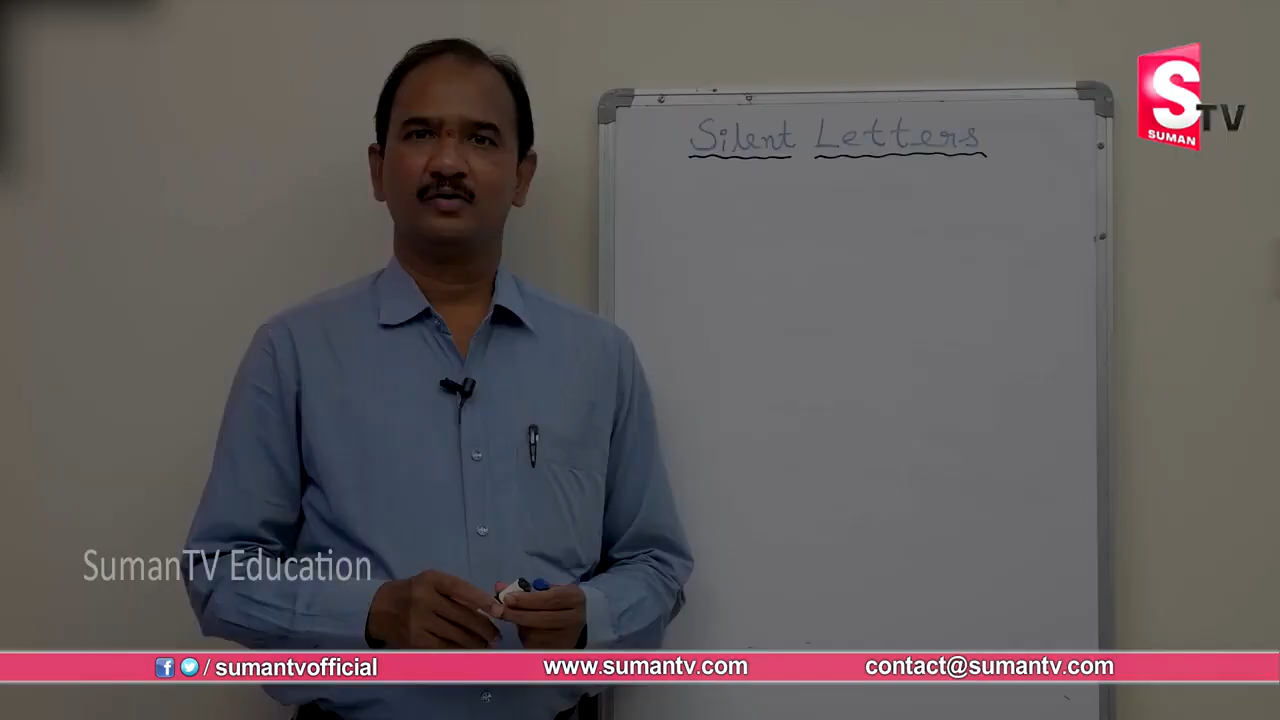 Silent Letters
S
SUMAN
TV
SumanTV Education
/ sumantvofficial
www.sumantv.com
contact@sumantv.com